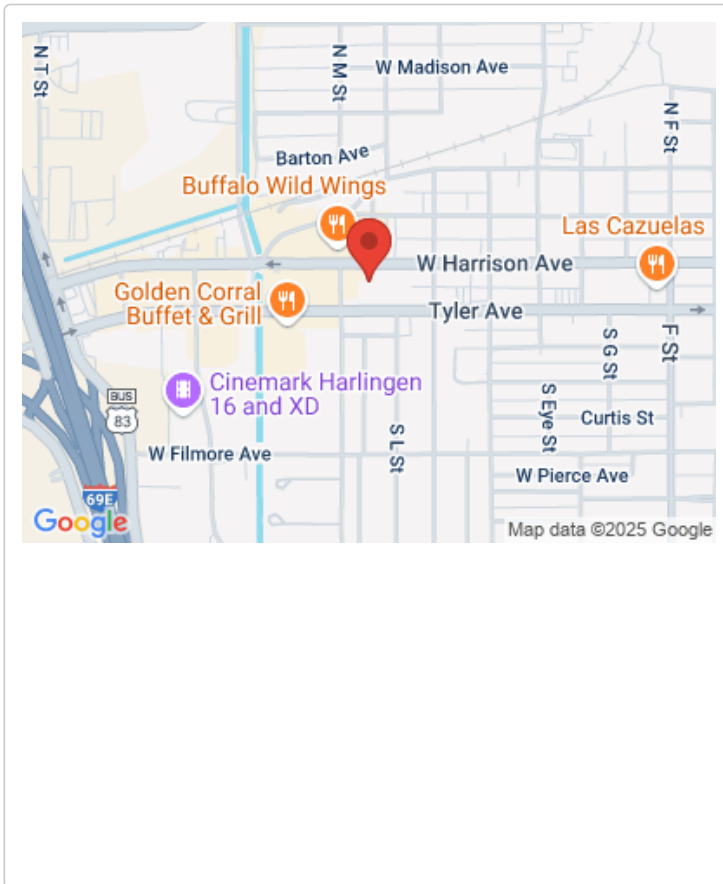 N T St
N M St
W Madison Ave
N F St
Barton Ave
Buffalo Wild Wings
Las Cazuelas
W Harrison Ave
Golden Corral
Buffet & Grill
Tyler Ave
F St
S G St
Cinemark Harlingen
16 and XD
BUS
83
S Eye St
Curtis St
W Filmore Ave
S L St
W Pierce Ave
69E
Google
Map data ©2025 Google